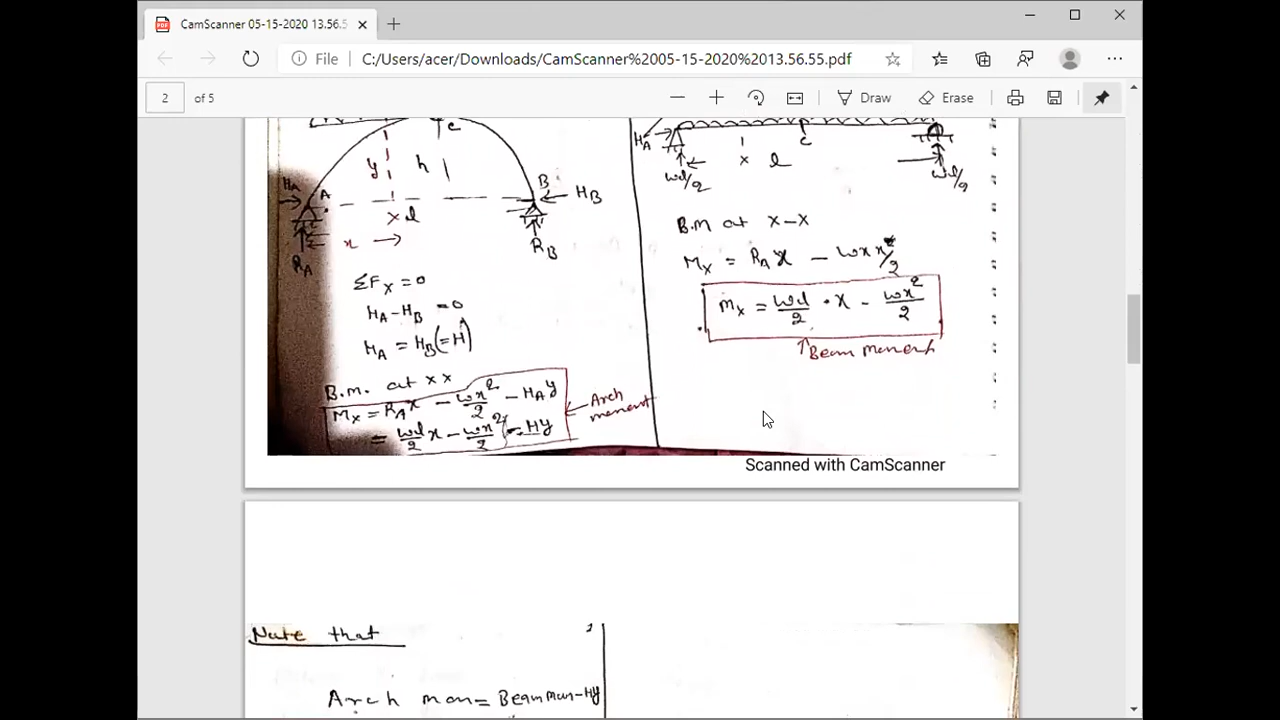 CamScanner 05-15-2020 13.56.5
File C:/Users/acer/Downloads/CamScanner%2005-15-2020%2013.56.55.pdf
2 of 5
Draw
Erase
c
y
h
HA
A
B
HB
x l
x
RA
RB
ΣFx = 0
HA - HB = 0
HA = HB (= H)
B.M. at xx
Mx = RAx - wx²/2 - HAy
= wl/2 x - wx²/2 - Hy
Arch moment
HA
c
x l
wl/2
wl/2
B.M at x-x
Mx = RA x - wx x/2
Mx = wl/2 · x - wx²/2
Beam moment
Scanned with CamScanner
Note that
Arch mom = Beam mom - Hy